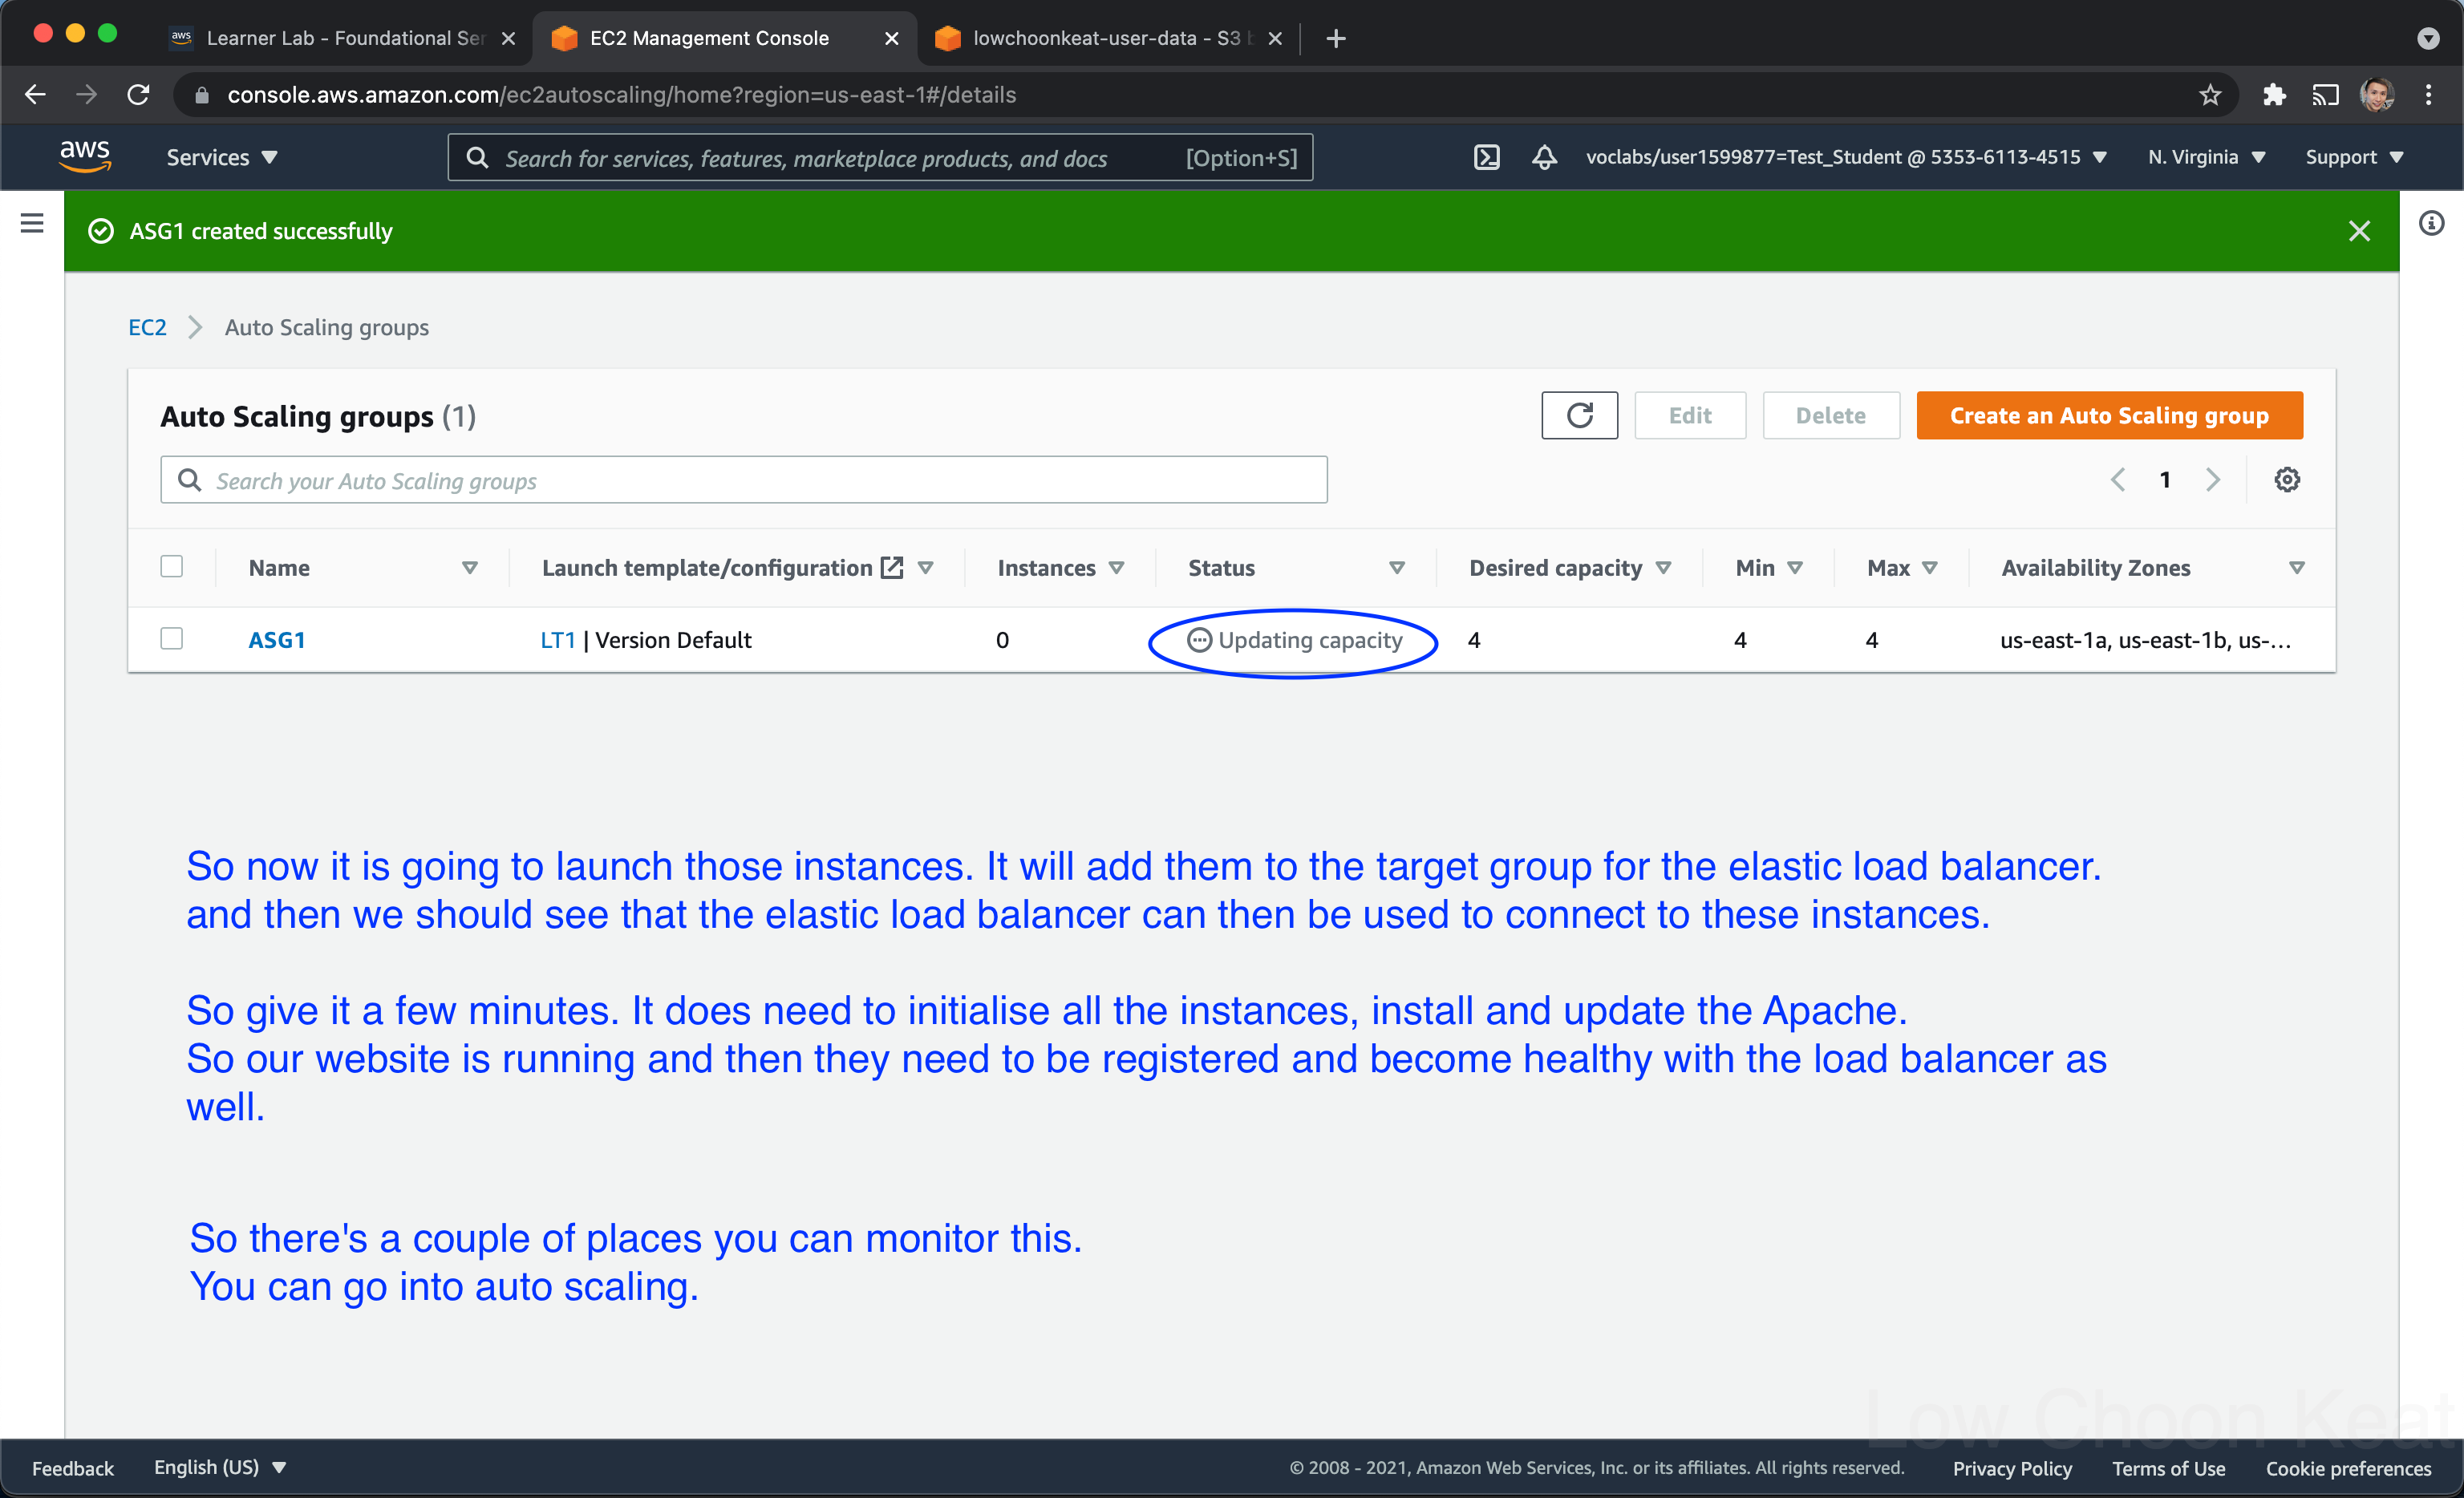 Learner Lab - Foundational Ser
EC2 Management Console
lowchoonkeat-user-data - S3 b
console.aws.amazon.com/ec2autoscaling/home?region=us-east-1#/details
aws
Services
Search for services, features, marketplace products, and docs [Option+S]
voclabs/user1599877=Test_Student @ 5353-6113-4515
N. Virginia
Support
ASG1 created successfully
EC2 > Auto Scaling groups
Auto Scaling groups (1)
Edit
Delete
Create an Auto Scaling group
Search your Auto Scaling groups
1
Name Launch template/configuration Instances Status Desired capacity Min Max Availability Zones
ASG1 LT1 | Version Default 0 Updating capacity 4 4 4 us-east-1a, us-east-1b, us-...
So now it is going to launch those instances. It will add them to the target group for the elastic load balancer.
and then we should see that the elastic load balancer can then be used to connect to these instances.
So give it a few minutes. It does need to initialise all the instances, install and update the Apache.
So our website is running and then they need to be registered and become healthy with the load balancer as
well.
So there's a couple of places you can monitor this.
You can go into auto scaling.
Low Choon Keat
Feedback
English (US)
© 2008 - 2021, Amazon Web Services, Inc. or its affiliates. All rights reserved.
Privacy Policy
Terms of Use
Cookie preferences